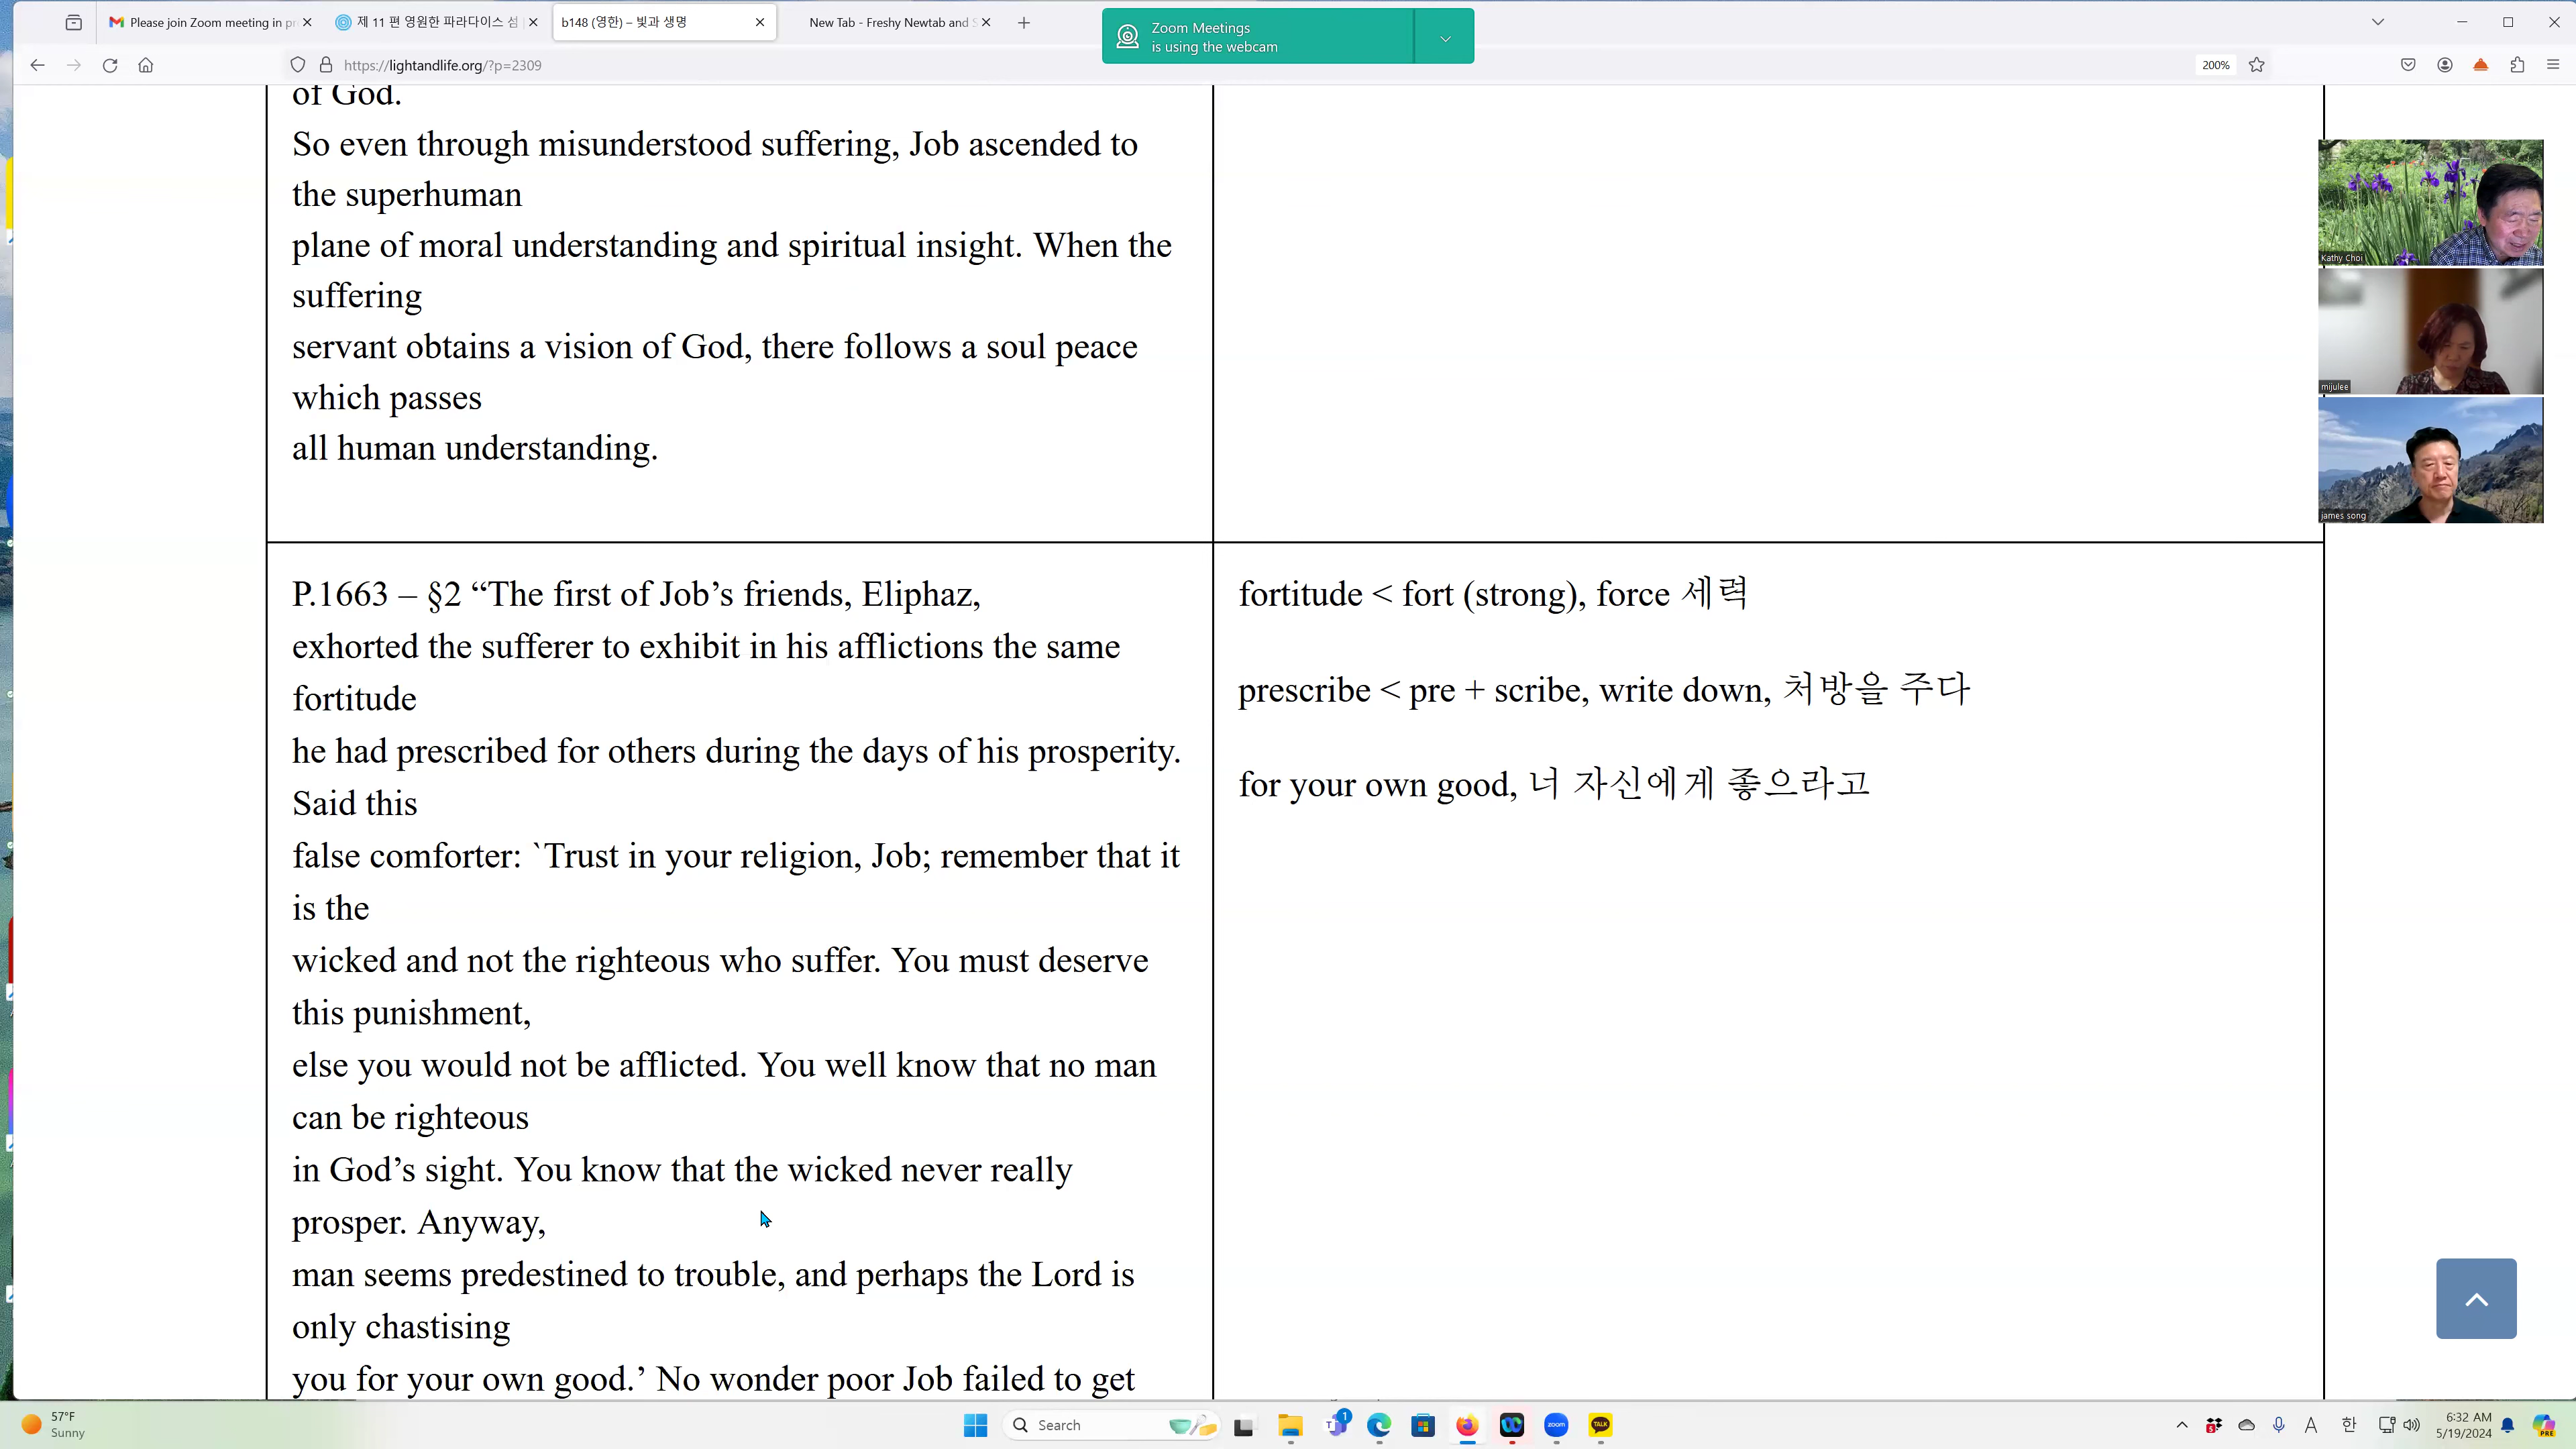 Please join Zoom meeting in pr
제 11 편 영원한 파라다이스 섬
b148 (영한) – 빛과 생명
New Tab - Freshy Newtab and S
Zoom Meetings
is using the webcam
https://lightandlife.org/?p=2309
200%
of God.
So even through misunderstood suffering, Job ascended to
the superhuman
plane of moral understanding and spiritual insight. When the
suffering
servant obtains a vision of God, there follows a soul peace
which passes
all human understanding.
Kathy Choi
mijulee
james song
P.1663 – §2 “The first of Job’s friends, Eliphaz,
exhorted the sufferer to exhibit in his afflictions the same
fortitude
he had prescribed for others during the days of his prosperity.
Said this
false comforter: `Trust in your religion, Job; remember that it
is the
wicked and not the righteous who suffer. You must deserve
this punishment,
else you would not be afflicted. You well know that no man
can be righteous
in God’s sight. You know that the wicked never really
prosper. Anyway,
man seems predestined to trouble, and perhaps the Lord is
only chastising
you for your own good.’ No wonder poor Job failed to get
fortitude < fort (strong), force 세력
prescribe < pre + scribe, write down, 처방을 주다
for your own good, 너 자신에게 좋으라고
57°F
Sunny
Search
1
zoom
TALK
A
한
6:32 AM
5/19/2024
PRE